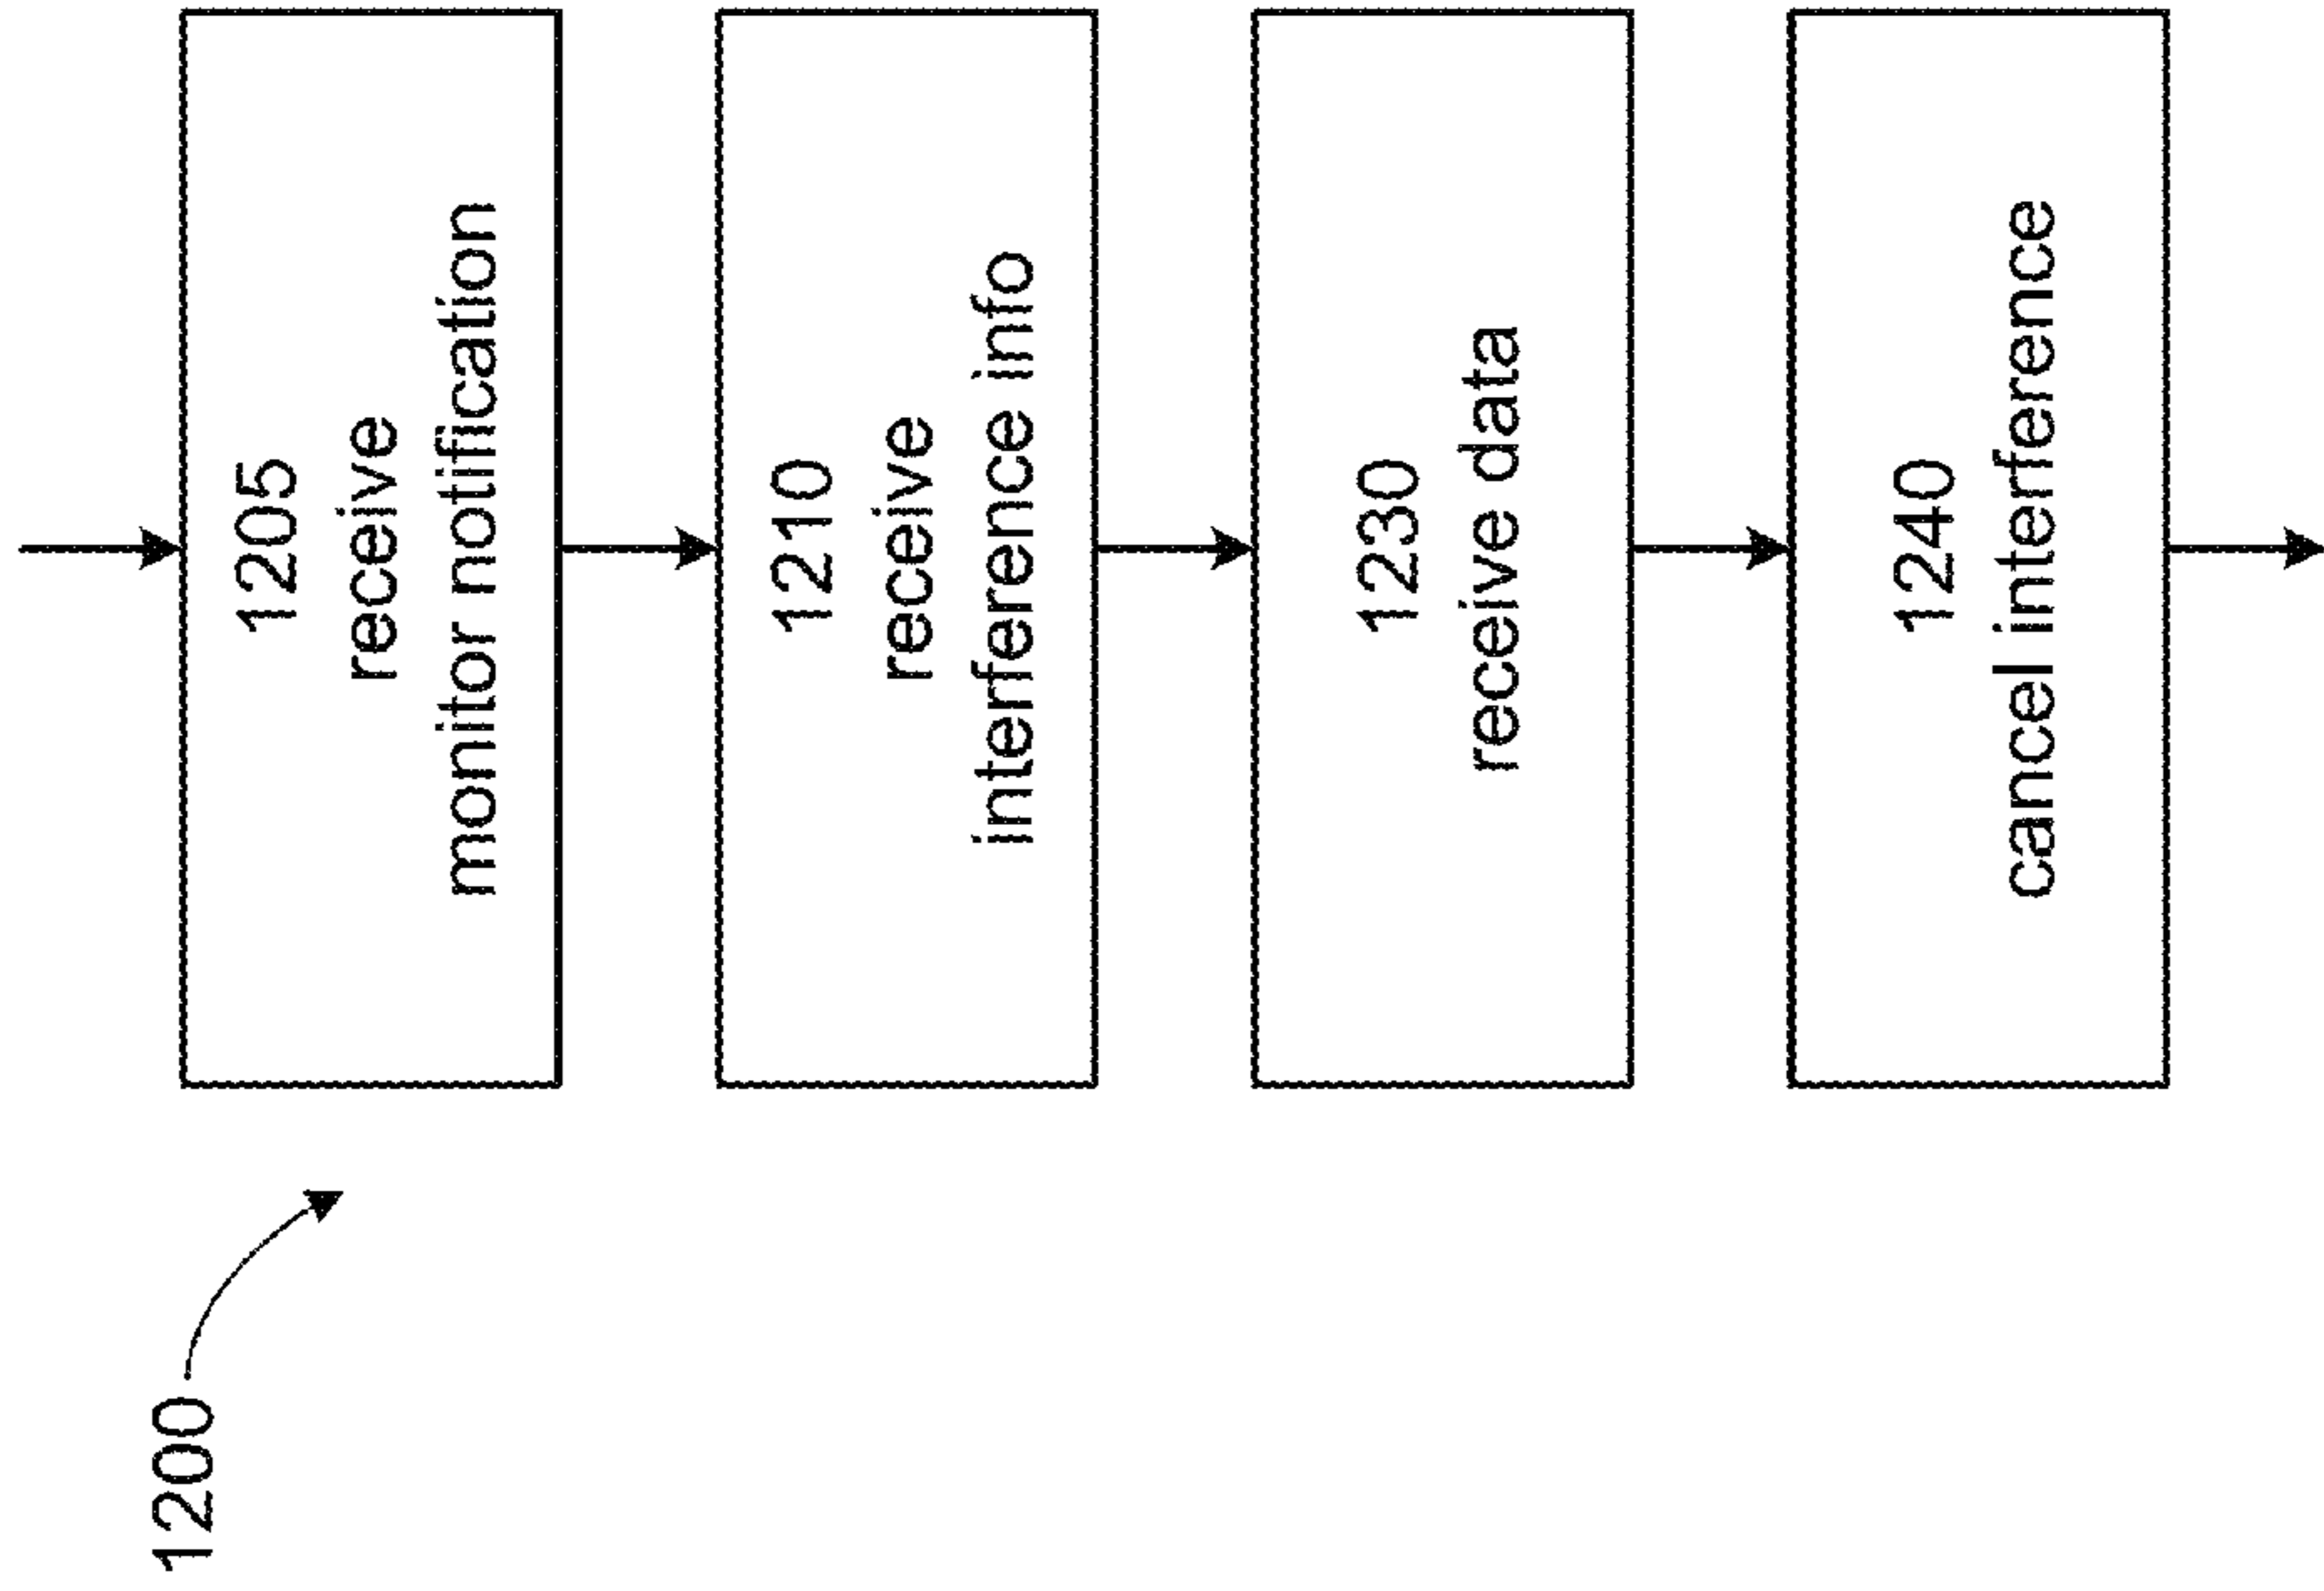 1200
1205
receive
monitor notification
1210
receive
interference info
1230
receive data
1240
cancel interference